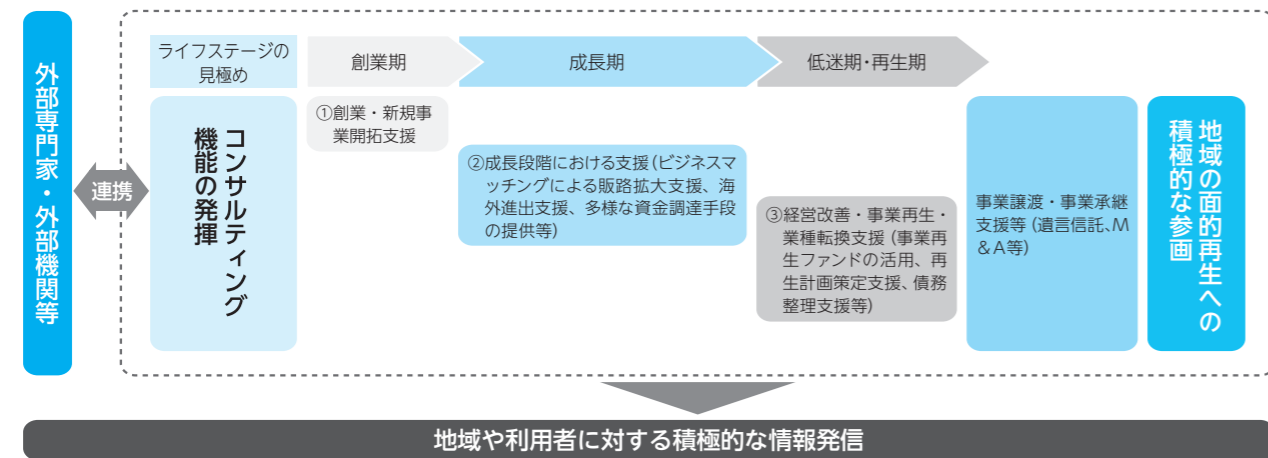 外部専門家・外部機関等
連携
ライフステージの
見極め
コンサルティング
機能の発揮
創業期
①創業・新規事
業開拓支援
成長期
②成長段階における支援(ビジネスマ
ッチングによる販路拡大支援、海
外進出支援、多様な資金調達手段
の提供等)
低迷期・再生期
③経営改善・事業再生・
業種転換支援(事業再
生ファンドの活用、再
生計画策定支援、債務
整理支援等)
事業譲渡・事業承継
支援等(遺言信託、M
&A等)
地域の面的再生への
積極的な参画
地域や利用者に対する積極的な情報発信